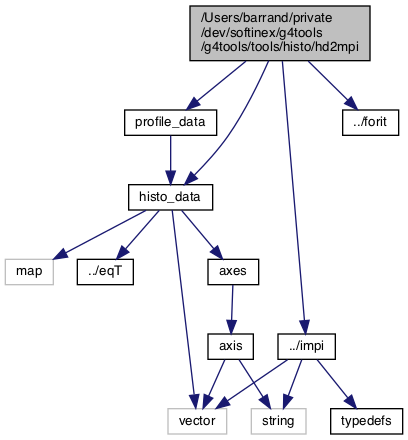 /Users/barrand/private
/dev/softinex/g4tools
/g4tools/tools/histo/hd2mpi
profile_data
../forit
histo_data
map
../eqT
axes
axis
../impi
vector
string
typedefs